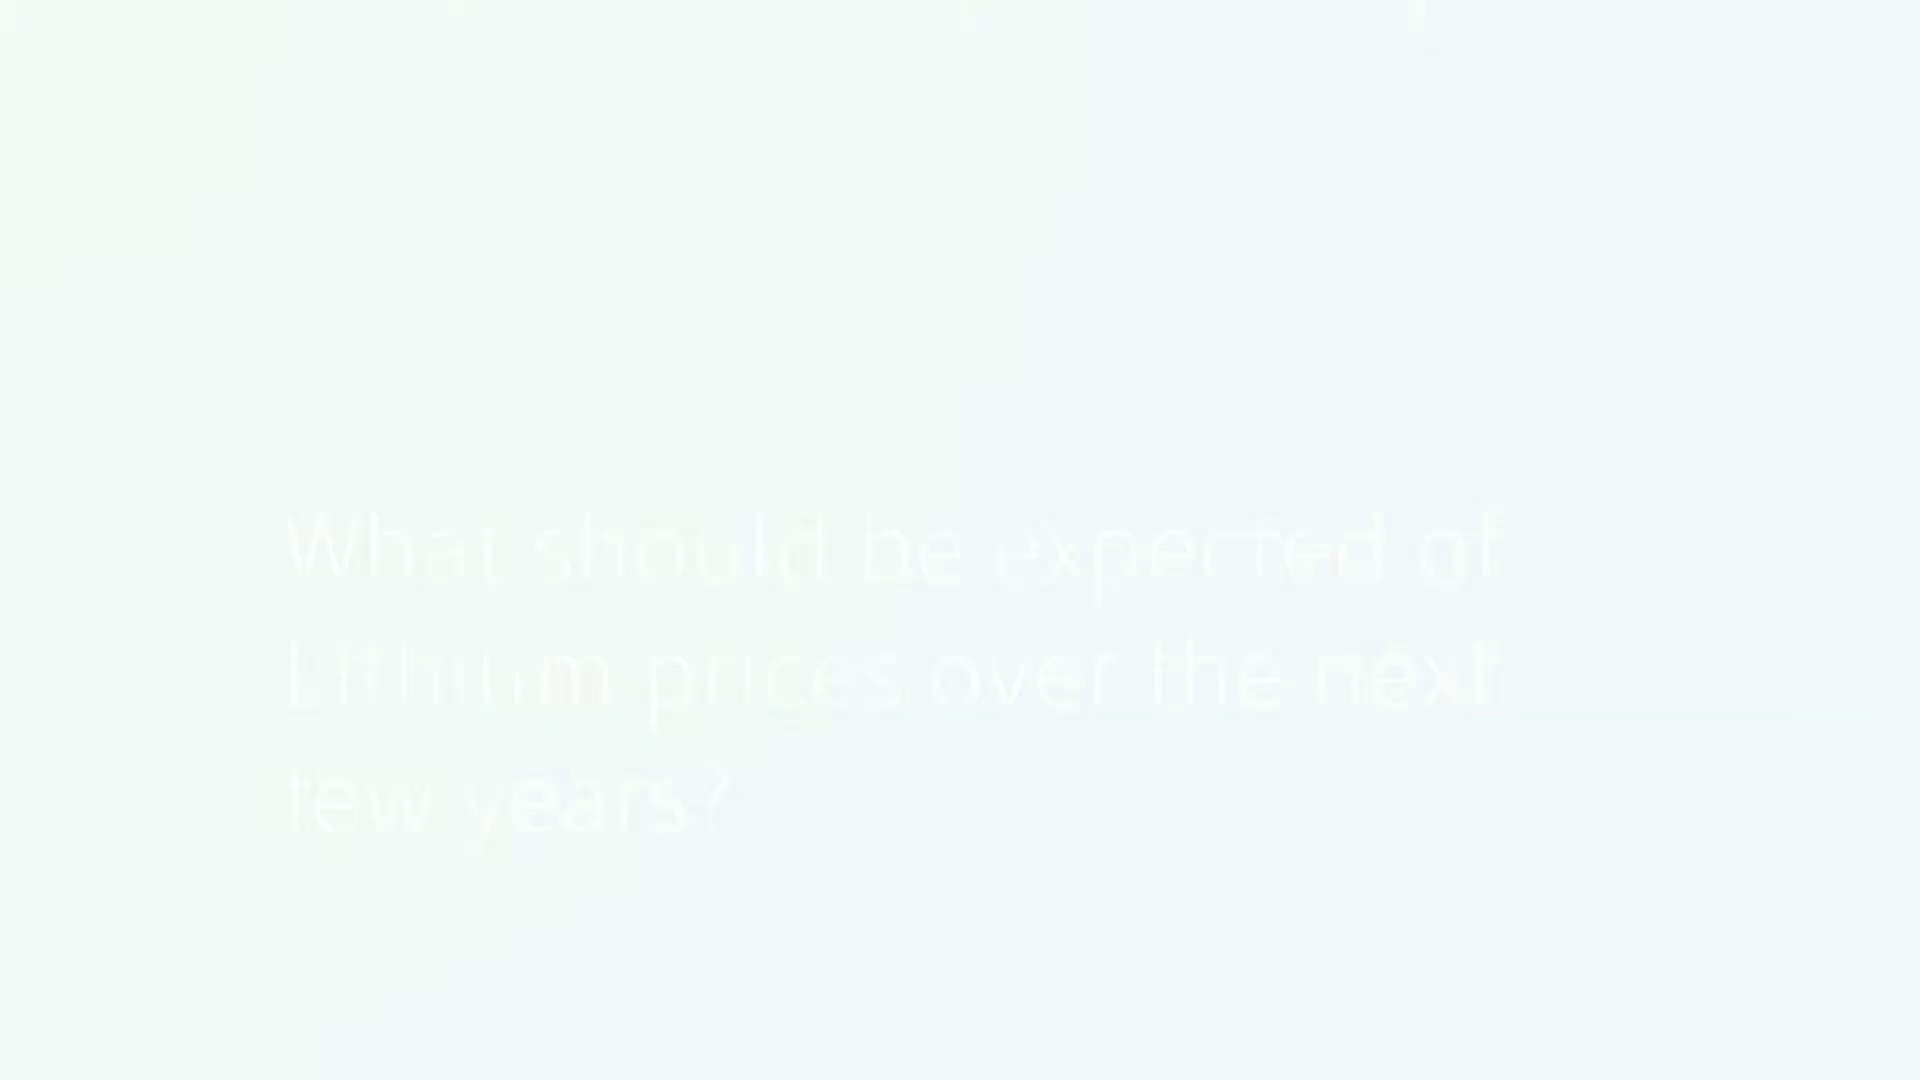 What should be expected of
Lithium prices over the next
few years?